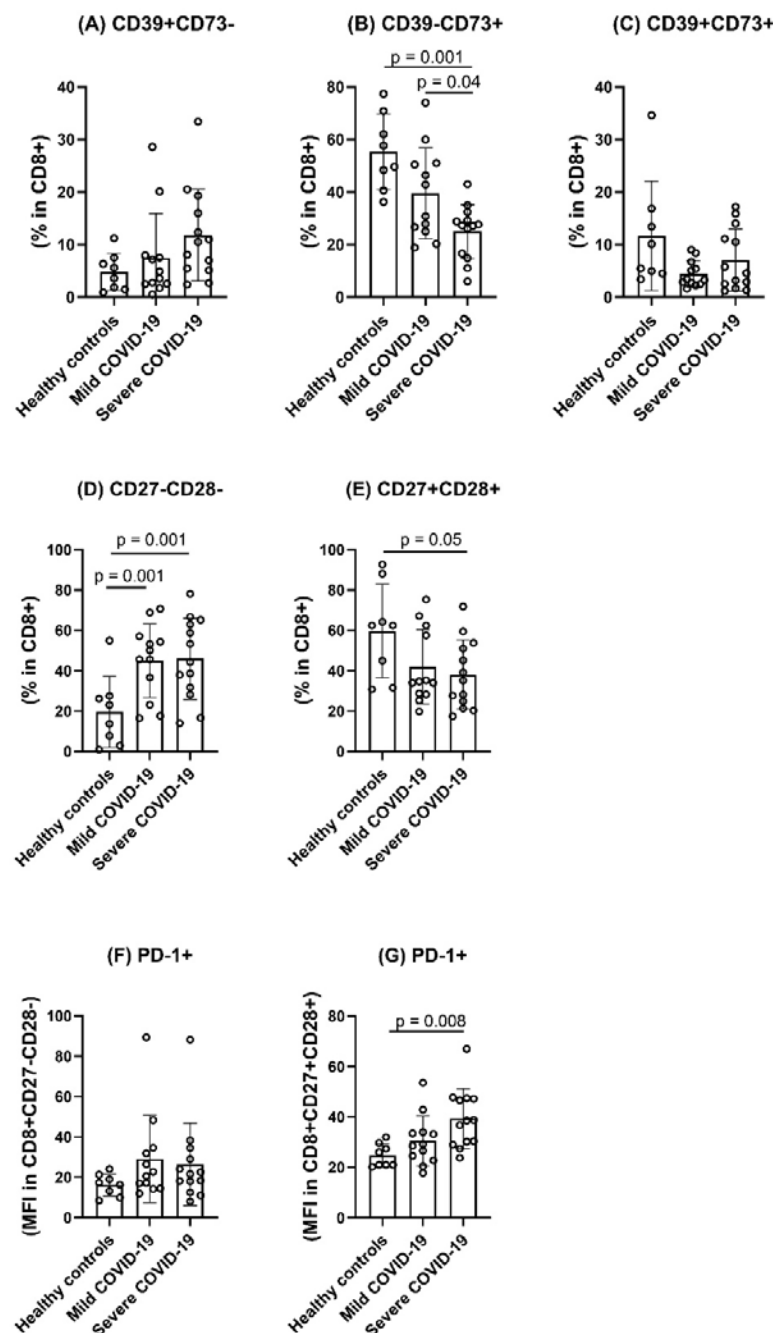 (A) CD39+CD73-
(% in CD8+)
40
30
20
10
0
Healthy controls
Mild COVID-19
Severe COVID-19
(B) CD39-CD73+
p = 0.001
p = 0.04
(% in CD8+)
80
60
40
20
0
Healthy controls
Mild COVID-19
Severe COVID-19
(C) CD39+CD73+
(% in CD8+)
40
30
20
10
0
Healthy controls
Mild COVID-19
Severe COVID-19
(D) CD27-CD28-
p = 0.001
p = 0.001
(% in CD8+)
100
80
60
40
20
0
Healthy controls
Mild COVID-19
Severe COVID-19
(E) CD27+CD28+
p = 0.05
(% in CD8+)
100
80
60
40
20
0
Healthy controls
Mild COVID-19
Severe COVID-19
(F) PD-1+
(MFI in CD8+CD27-CD28-)
100
80
60
40
20
0
Healthy controls
Mild COVID-19
Severe COVID-19
(G) PD-1+
p = 0.008
(MFI in CD8+CD27+CD28+)
80
60
40
20
0
Healthy controls
Mild COVID-19
Severe COVID-19